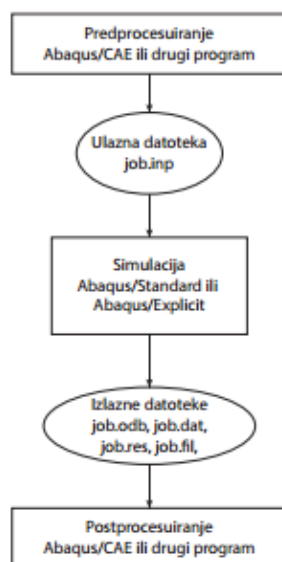 Predprocesuiranje
Abaqus/CAE ili drugi program
Ulazna datoteka
job.inp
Simulacija
Abaqus/Standard ili
Abaqus/Explicit
Izlazne datoteke
job.odb, job.dat,
job.res, job.fil,
Postprocesuiranje
Abaqus/CAE ili drugi program